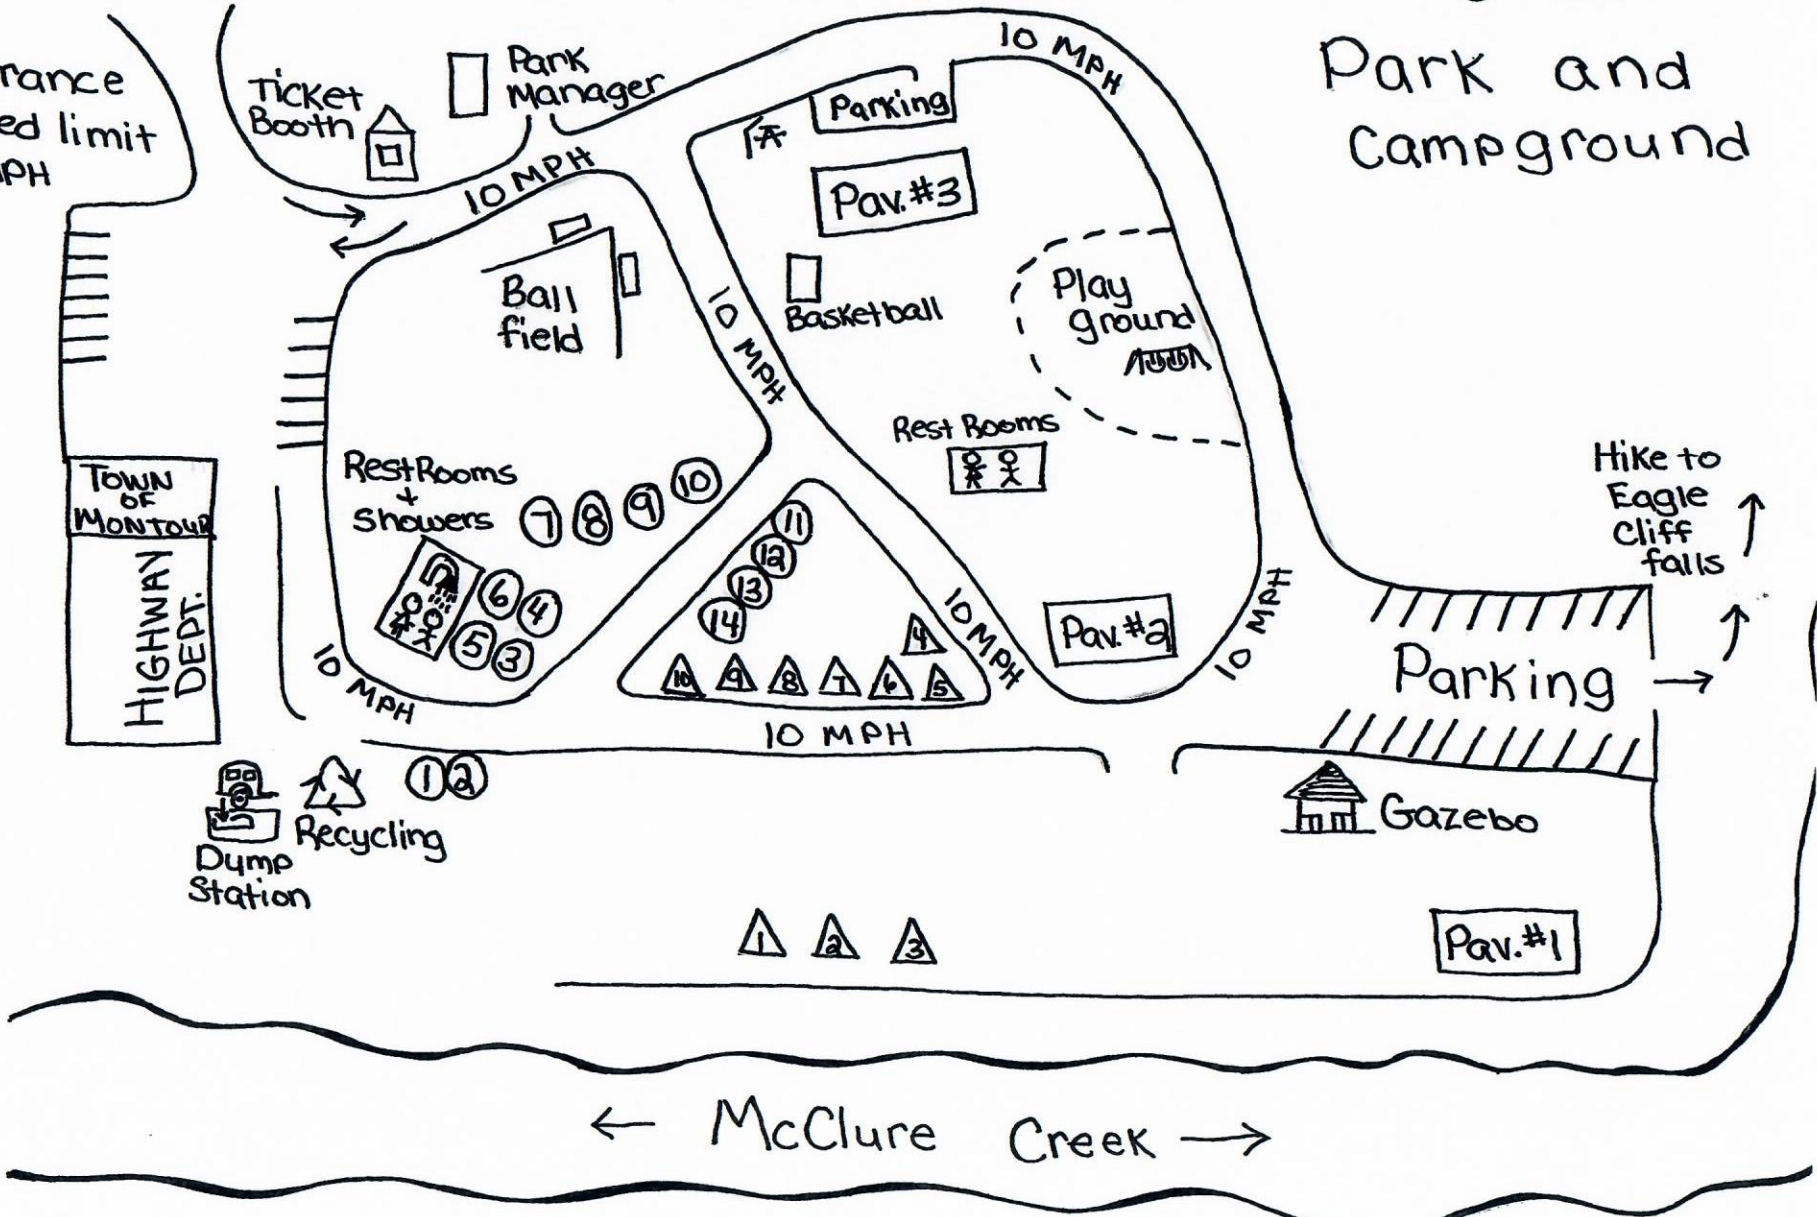 Park and
Campground
rance
ed limit
PH
Ticket
Booth
Park
Manager
10 MPH
10 MPH
Parking
Pav.#3
Basketball
Play
ground
Ball
field
10 MPH
Rest Rooms
Hike to
Eagle
Cliff
falls
TOWN
OF
MONTOUR
HIGHWAY
DEPT.
RestRooms
+
Showers
7 8 9 10
11
12
13
14
6 4
5 3
4
10 9 8 7 6 5
10 MPH
Pav.#2
10 MPH
Parking
10 MPH
10 MPH
1 2
Recycling
Dump
Station
Gazebo
1 2 3
Pav.#1
← McClure Creek →